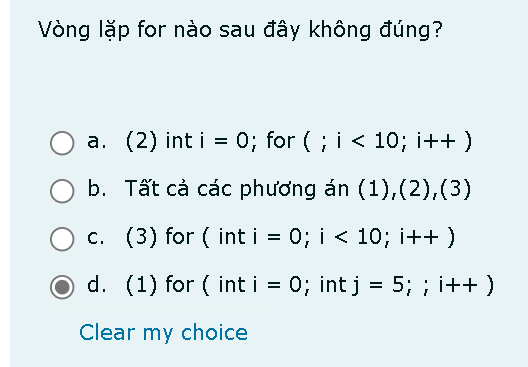 Vòng lặp for nào sau đây không đúng?
a. (2) int i = 0; for ( ; i < 10; i++ )
b. Tất cả các phương án (1),(2),(3)
c. (3) for ( int i = 0; i < 10; i++ )
d. (1) for ( int i = 0; int j = 5; ; i++ )
Clear my choice